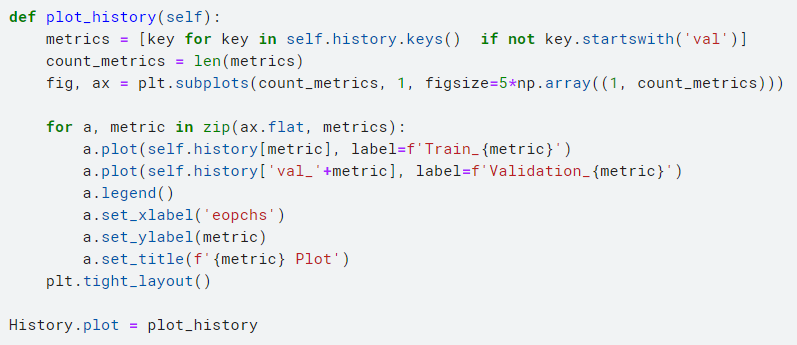 def plot_history(self):
    metrics = [key for key in self.history.keys()  if not key.startswith('val')]
    count_metrics = len(metrics)
    fig, ax = plt.subplots(count_metrics, 1, figsize=5*np.array((1, count_metrics)))

    for a, metric in zip(ax.flat, metrics):
        a.plot(self.history[metric], label=f'Train_{metric}')
        a.plot(self.history['val_'+metric], label=f'Validation_{metric}')
        a.legend()
        a.set_xlabel('eopchs')
        a.set_ylabel(metric)
        a.set_title(f'{metric} Plot')
    plt.tight_layout()

History.plot = plot_history